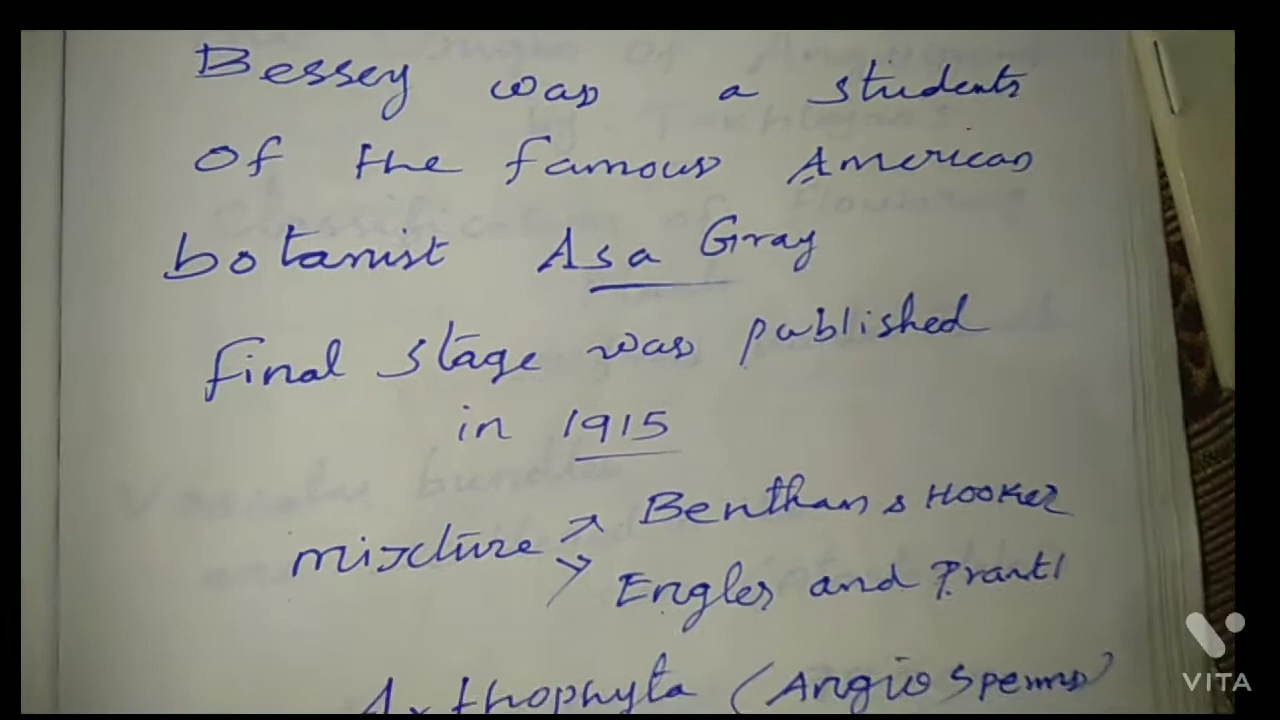 Bessey was a students
Of the famous American
botanist Asa Gray
final stage was published
in 1915
mixture Benthan & Hooker
Engler and Prantl
Anthophyta (Angiosperms)
VITA